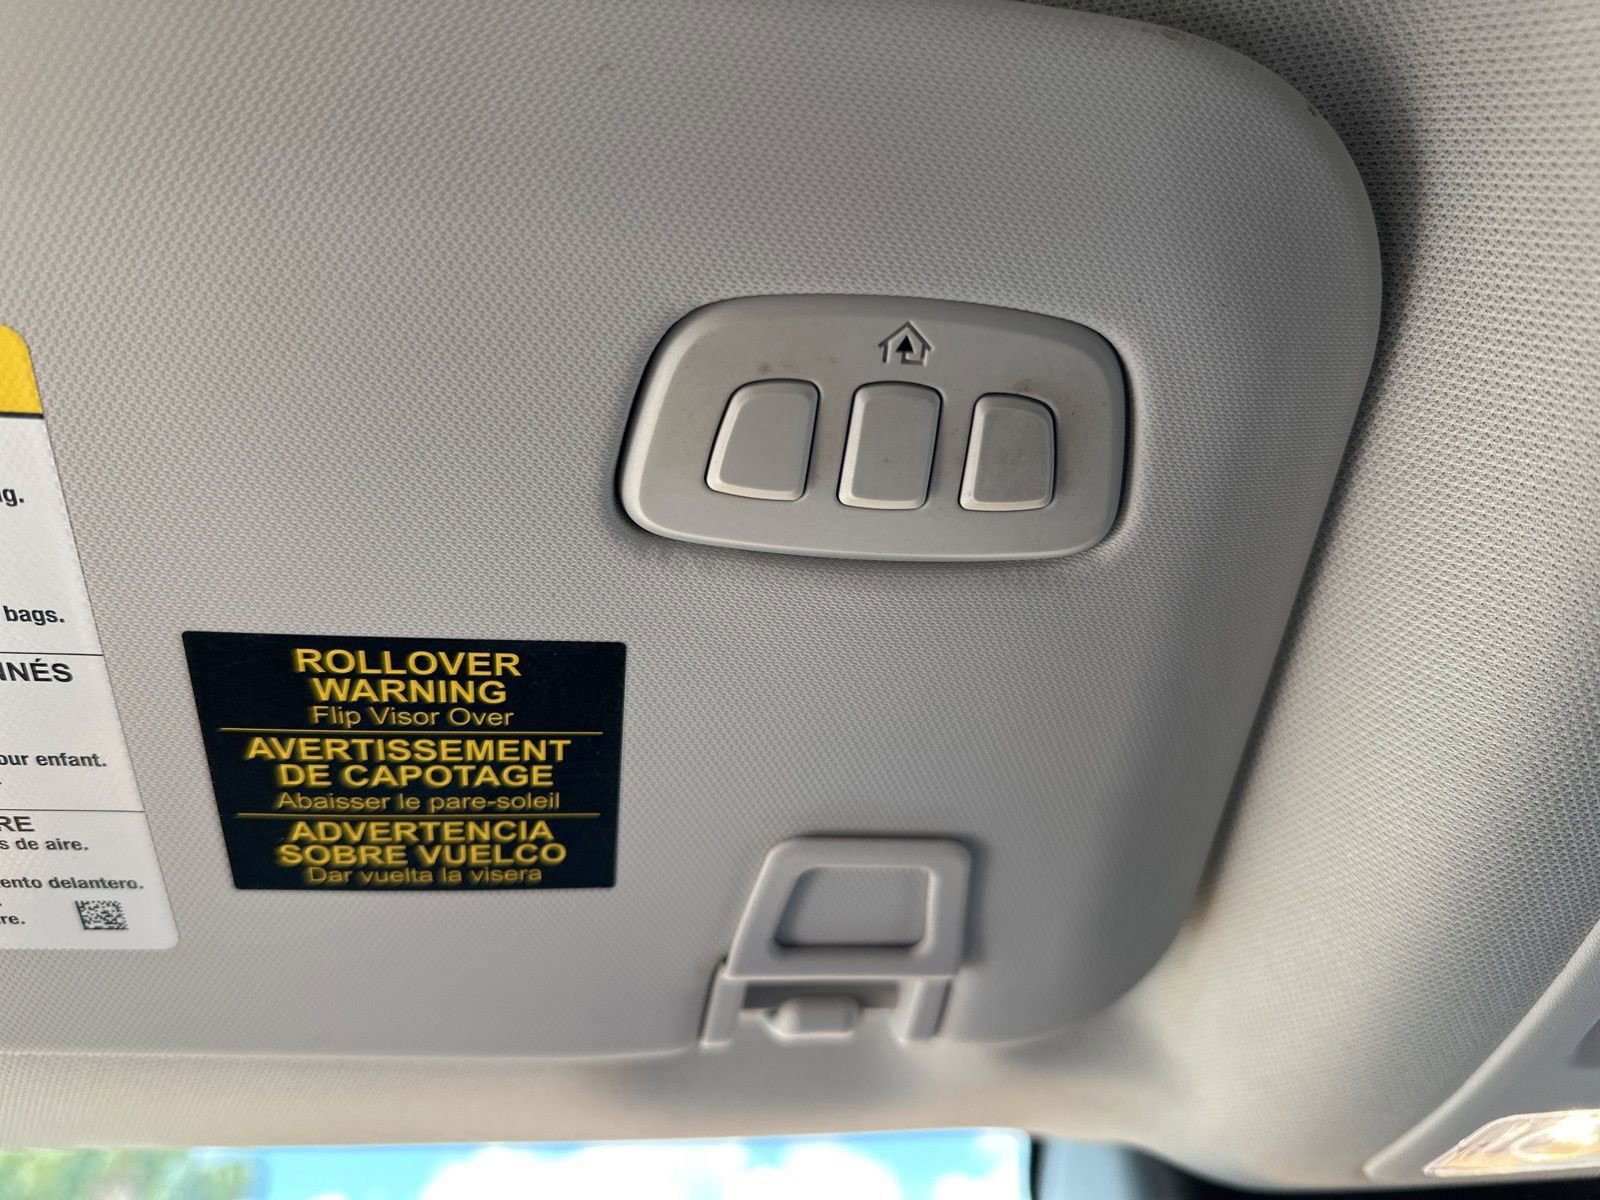 g.
bags.
NNÉS
our enfant.
RE
s de aire.
ento delantero.
re.
ROLLOVER
WARNING
Flip Visor Over
AVERTISSEMENT
DE CAPOTAGE
Abaisser le pare-soleil
ADVERTENCIA
SOBRE VUELCO
Dar vuelta la visera